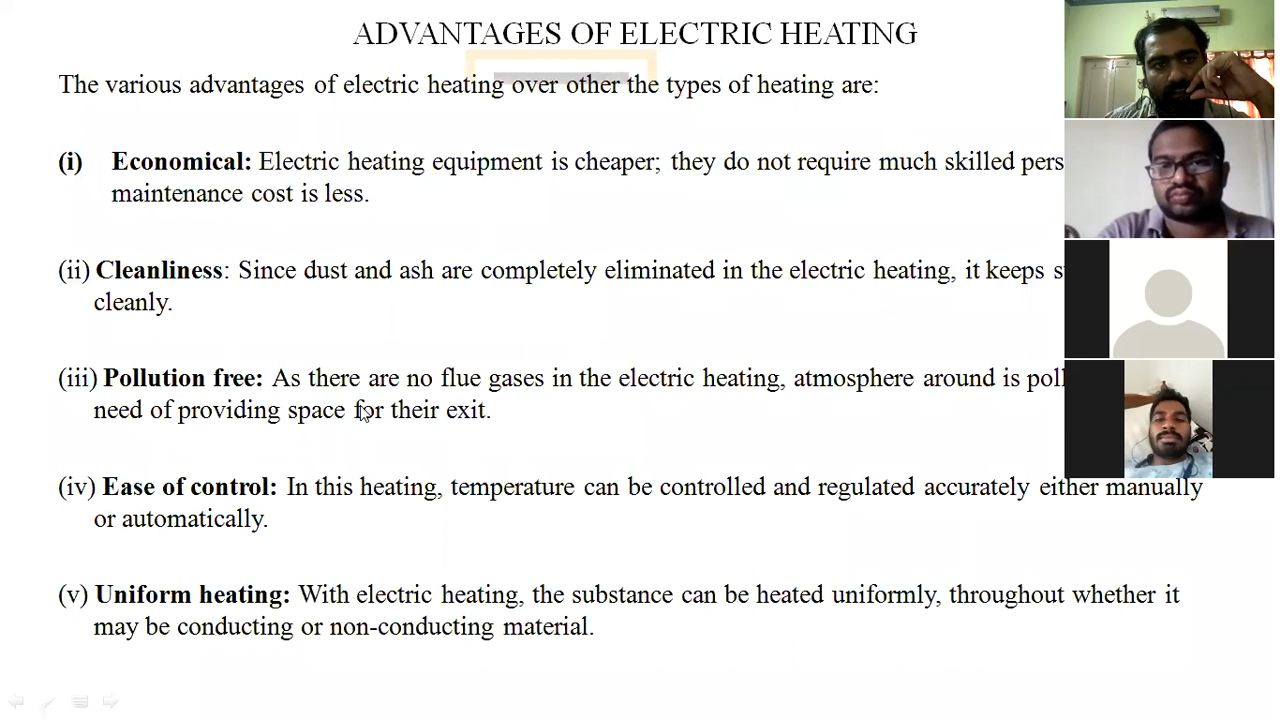 ADVANTAGES OF ELECTRIC HEATING
The various advantages of electric heating over other the types of heating are:
(i) Economical: Electric heating equipment is cheaper; they do not require much skilled
maintenance cost is less.
(ii) Cleanliness: Since dust and ash are completely eliminated in the electric heating, it keeps
cleanly.
(iii) Pollution free: As there are no flue gases in the electric heating, atmosphere around is
need of providing space for their exit.
(iv) Ease of control: In this heating, temperature can be controlled and regulated accurately either manually
or automatically.
(v) Uniform heating: With electric heating, the substance can be heated uniformly, throughout whether it
may be conducting or non-conducting material.